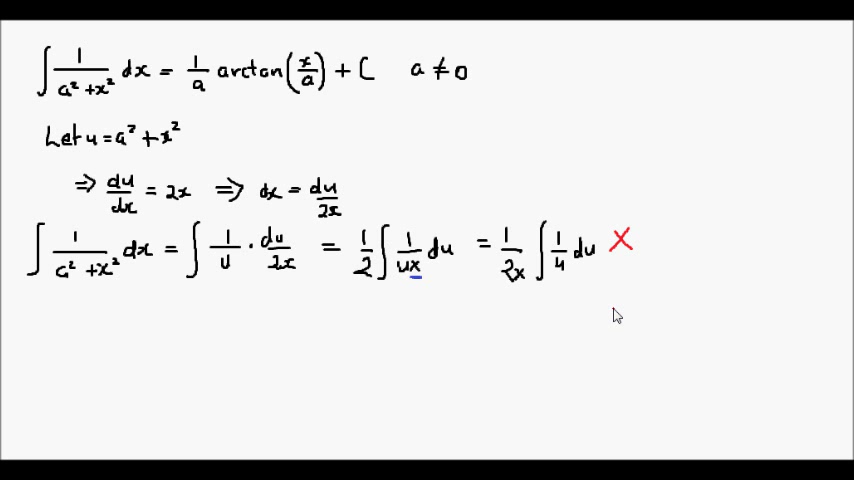 ∫ 1/(a² + x²) dx = 1/a arctan(x/a) + C   a ≠ 0
Let u = a² + x²
⇒ du/dx = 2x ⇒ dx = du/2x
∫ 1/(a² + x²) dx = ∫ 1/u · du/2x = 1/2 ∫ 1/ux du = 1/2x ∫ 1/4 du X